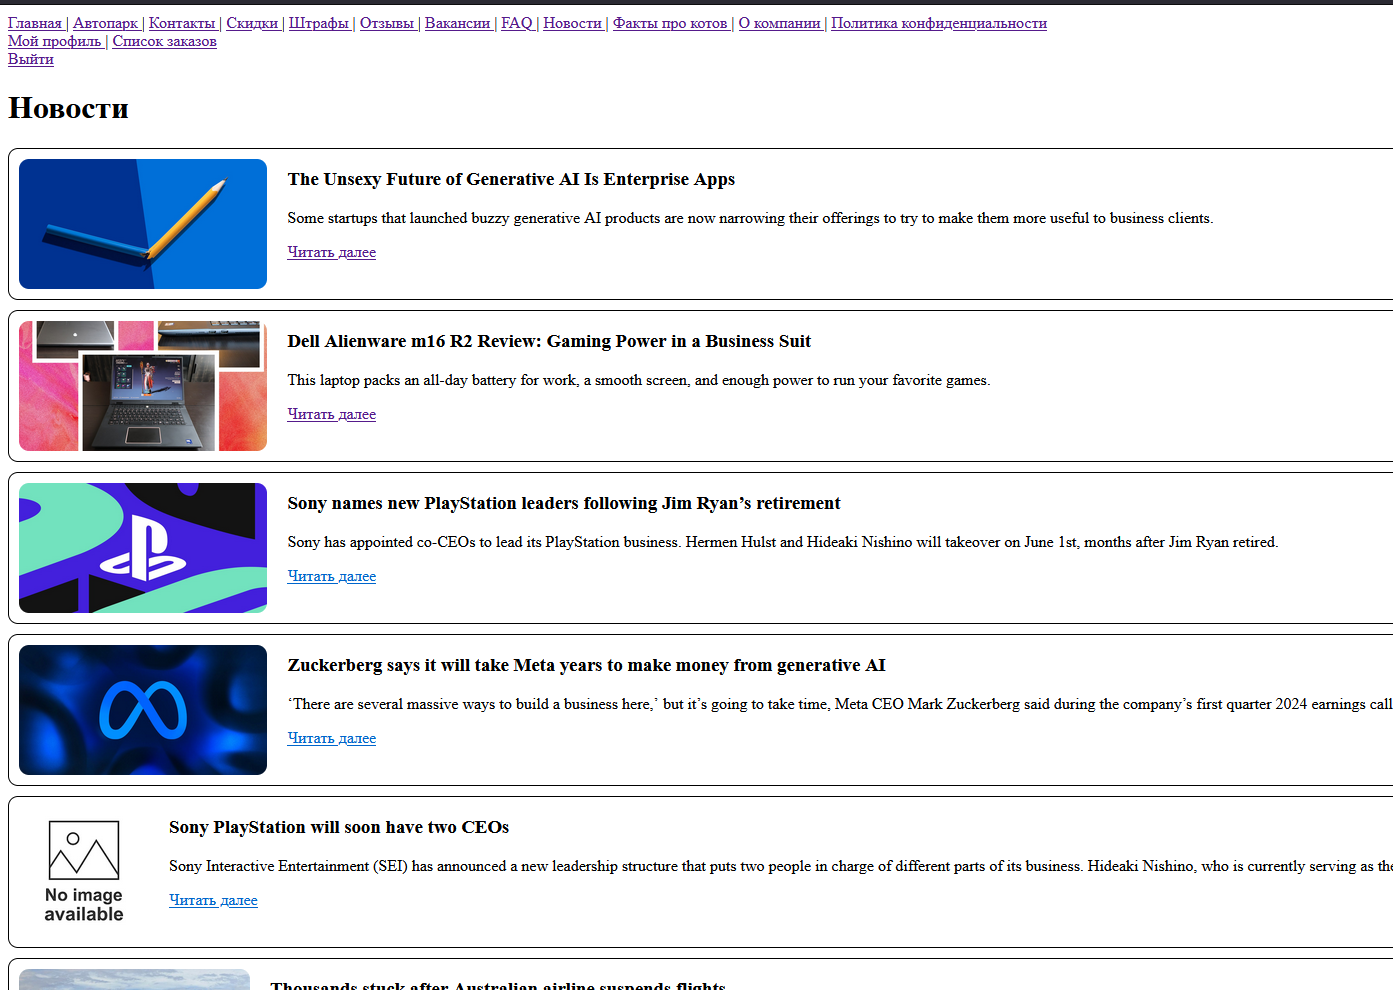 Главная | Автопарк | Контакты | Скидки | Штрафы | Отзывы | Вакансии | FAQ | Новости | Факты про котов | О компании | Политика конфиденциальности
Мой профиль | Список заказов
Выйти
Новости
The Unsexy Future of Generative AI Is Enterprise Apps
Some startups that launched buzzy generative AI products are now narrowing their offerings to try to make them more useful to business clients.
Читать далее
Dell Alienware m16 R2 Review: Gaming Power in a Business Suit
This laptop packs an all-day battery for work, a smooth screen, and enough power to run your favorite games.
Читать далее
Sony names new PlayStation leaders following Jim Ryan’s retirement
Sony has appointed co-CEOs to lead its PlayStation business. Hermen Hulst and Hideaki Nishino will takeover on June 1st, months after Jim Ryan retired.
Читать далее
Zuckerberg says it will take Meta years to make money from generative AI
‘There are several massive ways to build a business here,’ but it’s going to take time, Meta CEO Mark Zuckerberg said during the company’s first quarter 2024 earnings call
Читать далее
No image
available
Sony PlayStation will soon have two CEOs
Sony Interactive Entertainment (SEI) has announced a new leadership structure that puts two people in charge of different parts of its business. Hideaki Nishino, who is currently serving as the
Читать далее
Thousands stuck after Australian airline suspends flights